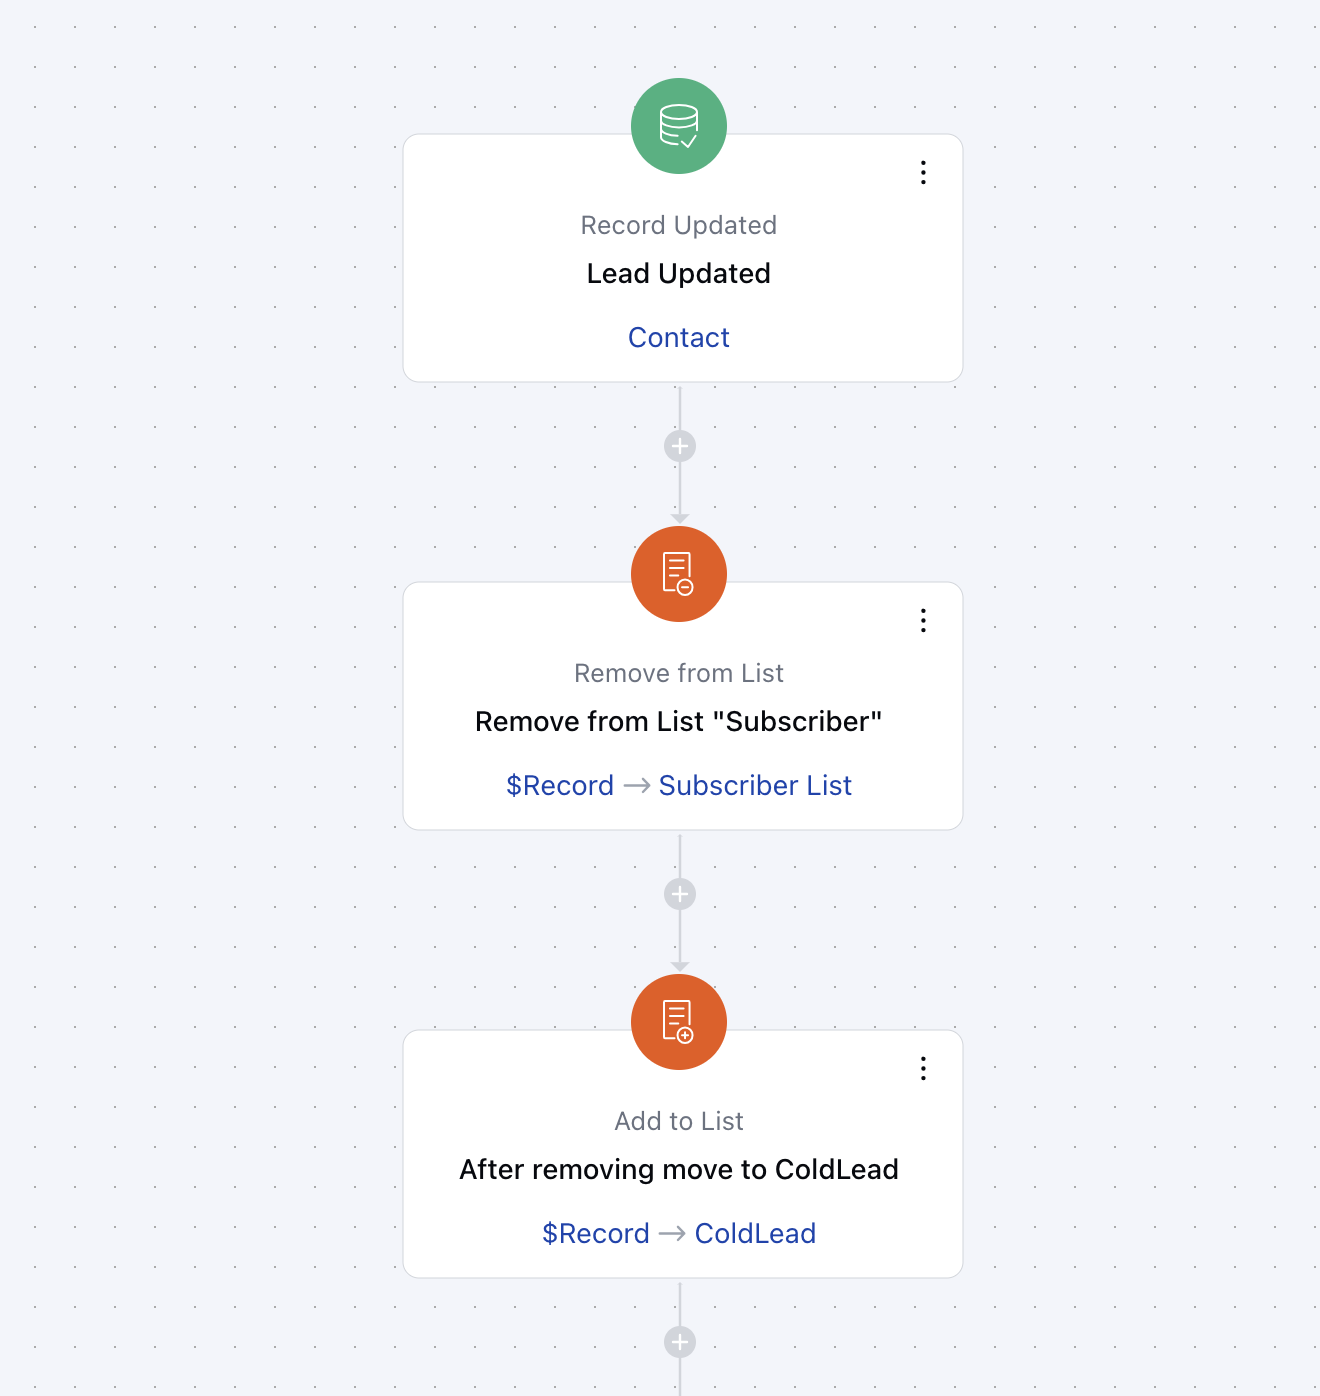 Record Updated
Lead Updated
Contact
Remove from List
Remove from List "Subscriber"
$Record → Subscriber List
Add to List
After removing move to ColdLead
$Record → ColdLead